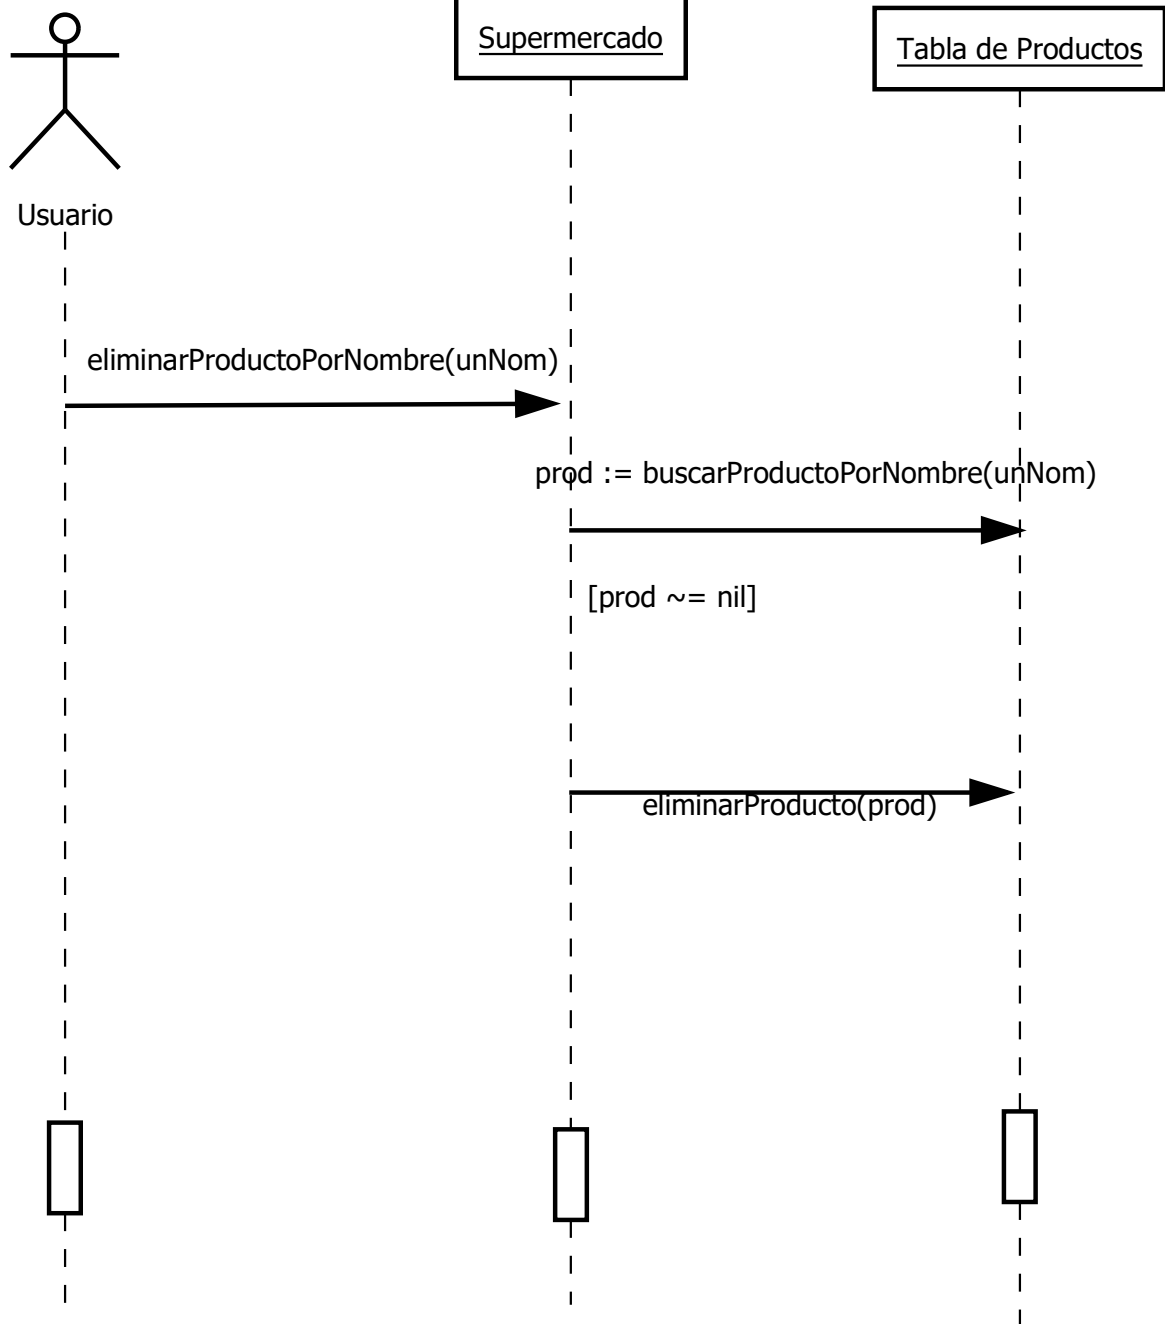 Supermercado
Tabla de Productos
Usuario
eliminarProductoPorNombre(unNom)
prod := buscarProductoPorNombre(unNom)
[prod ~= nil]
eliminarProducto(prod)